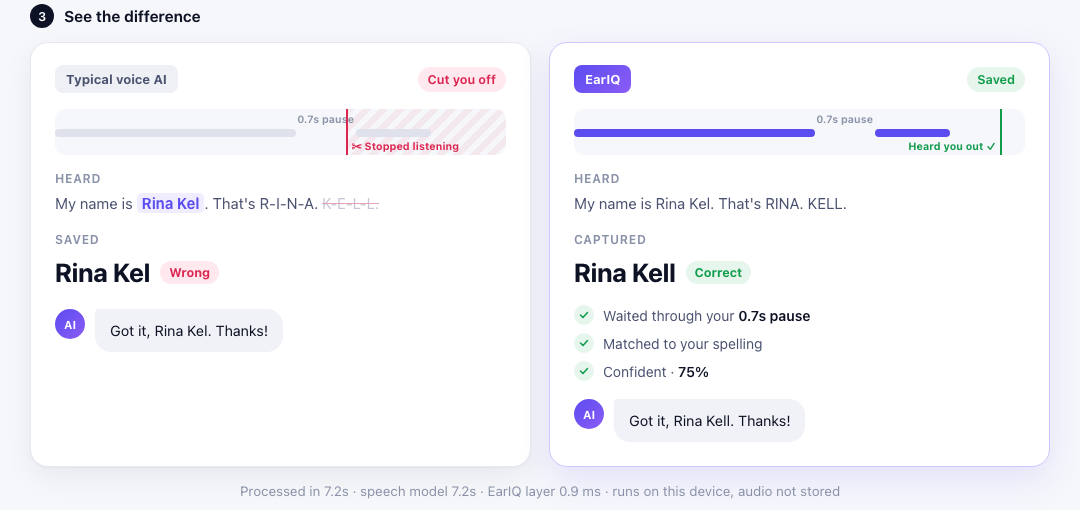 3 See the difference
Typical voice AI
Cut you off
0.7s pause
✂ Stopped listening
HEARD
My name is Rina Kel. That's R-I-N-A. K-E-L-L.
SAVED
Rina Kel Wrong
AI Got it, Rina Kel. Thanks!
EarIQ
Saved
0.7s pause
Heard you out ✓
HEARD
My name is Rina Kel. That's RINA. KELL.
CAPTURED
Rina Kell Correct
✓ Waited through your 0.7s pause
✓ Matched to your spelling
✓ Confident · 75%
AI Got it, Rina Kell. Thanks!
Processed in 7.2s · speech model 7.2s · EarIQ layer 0.9 ms · runs on this device, audio not stored